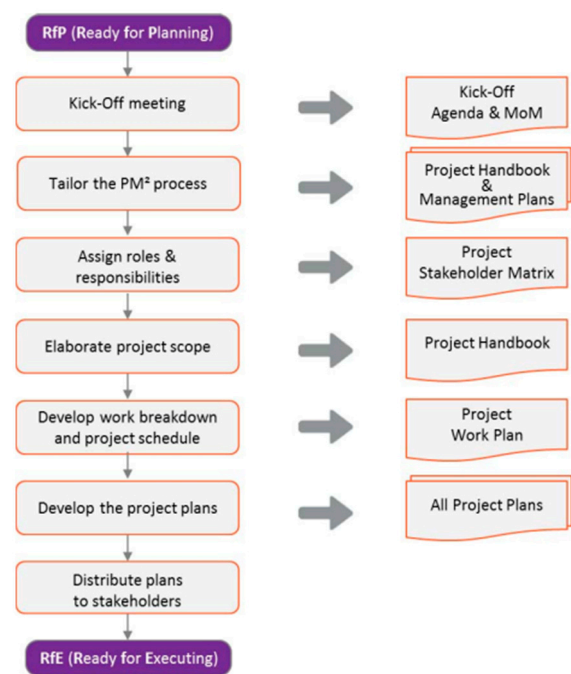 RfP (Ready for Planning)
Kick-Off meeting
Kick-Off
Agenda & MoM
Tailor the PM² process
Project Handbook
&
Management Plans
Assign roles &
responsibilities
Project
Stakeholder Matrix
Elaborate project scope
Project Handbook
Develop work breakdown
and project schedule
Project
Work Plan
Develop the project plans
All Project Plans
Distribute plans
to stakeholders
RfE (Ready for Executing)